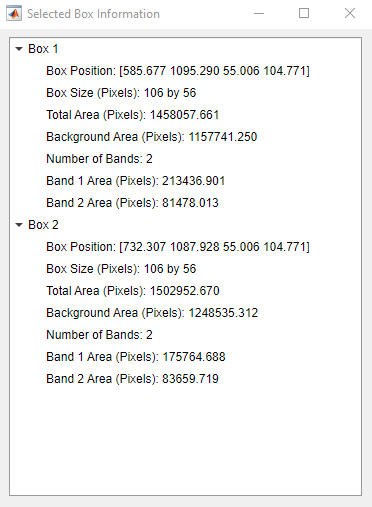 Selected Box Information
Box 1
Box Position: [585.677 1095.290 55.006 104.771]
Box Size (Pixels): 106 by 56
Total Area (Pixels): 1458057.661
Background Area (Pixels): 1157741.250
Number of Bands: 2
Band 1 Area (Pixels): 213436.901
Band 2 Area (Pixels): 81478.013
Box 2
Box Position: [732.307 1087.928 55.006 104.771]
Box Size (Pixels): 106 by 56
Total Area (Pixels): 1502952.670
Background Area (Pixels): 1248535.312
Number of Bands: 2
Band 1 Area (Pixels): 175764.688
Band 2 Area (Pixels): 83659.719